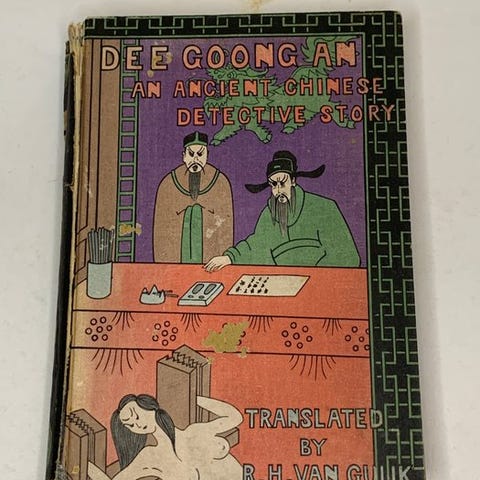 DEE GOONG AN
AN ANCIENT CHINESE
DETECTIVE STORY
TRANSLATED
BY
R.H. VAN GULIK